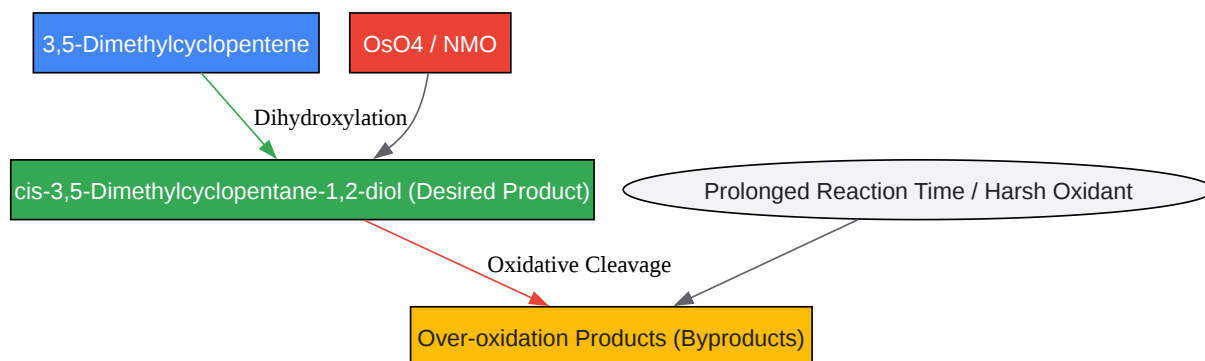 3,5-Dimethylcyclopentene
OsO4 / NMO
Dihydroxylation
cis-3,5-Dimethylcyclopentane-1,2-diol (Desired Product)
Prolonged Reaction Time / Harsh Oxidant
Oxidative Cleavage
Over-oxidation Products (Byproducts)